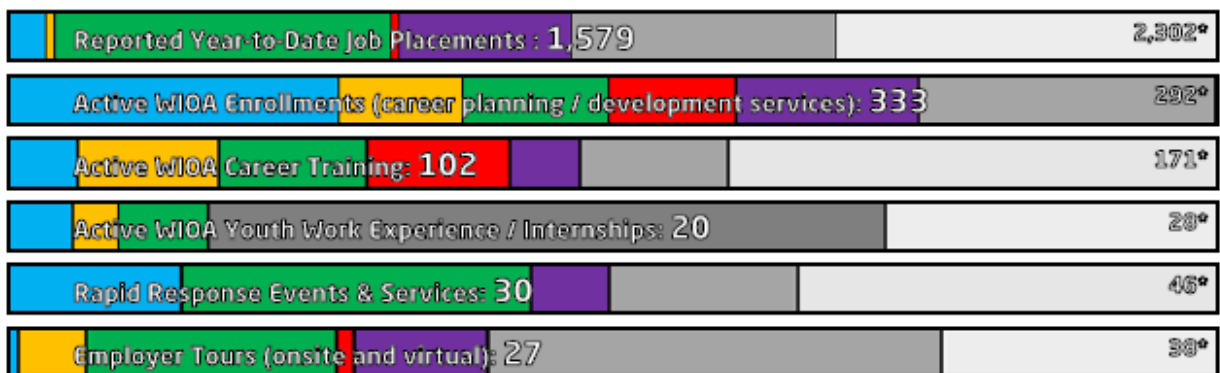 Reported Year-to-Date Job Placements : 1,579 2,302*
Active WIOA Enrollments (career planning / development services): 333 292*
Active WIOA Career Training: 102 171*
Active WIOA Youth Work Experience / Internships: 20 28*
Rapid Response Events & Services: 30 46*
Employer Tours (onsite and virtual): 27 38*